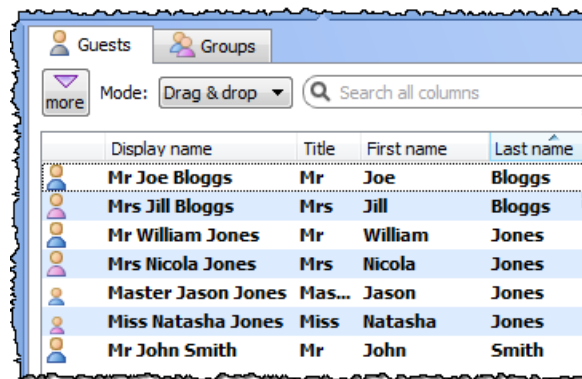 Guests Groups
more Mode: Drag & drop Search all columns
Display name Title First name Last name
Mr Joe Bloggs Mr Joe Bloggs
Mrs Jill Bloggs Mrs Jill Bloggs
Mr William Jones Mr William Jones
Mrs Nicola Jones Mrs Nicola Jones
Master Jason Jones Mas... Jason Jones
Miss Natasha Jones Miss Natasha Jones
Mr John Smith Mr John Smith